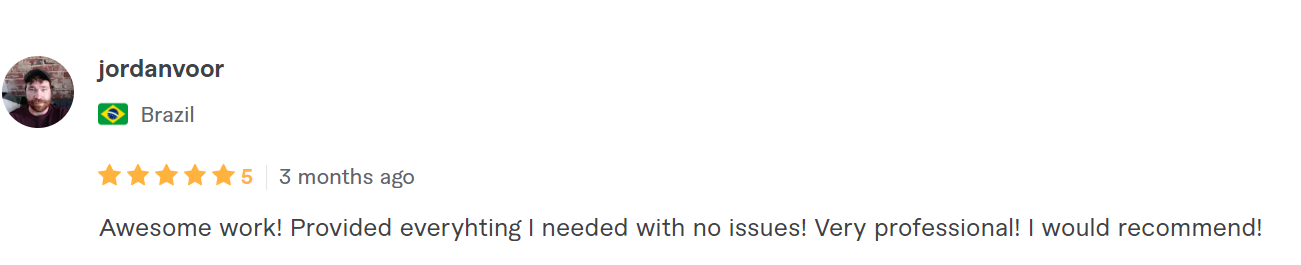 jordanvoor
Brazil
5 3 months ago
Awesome work! Provided everyhting I needed with no issues! Very professional! I would recommend!